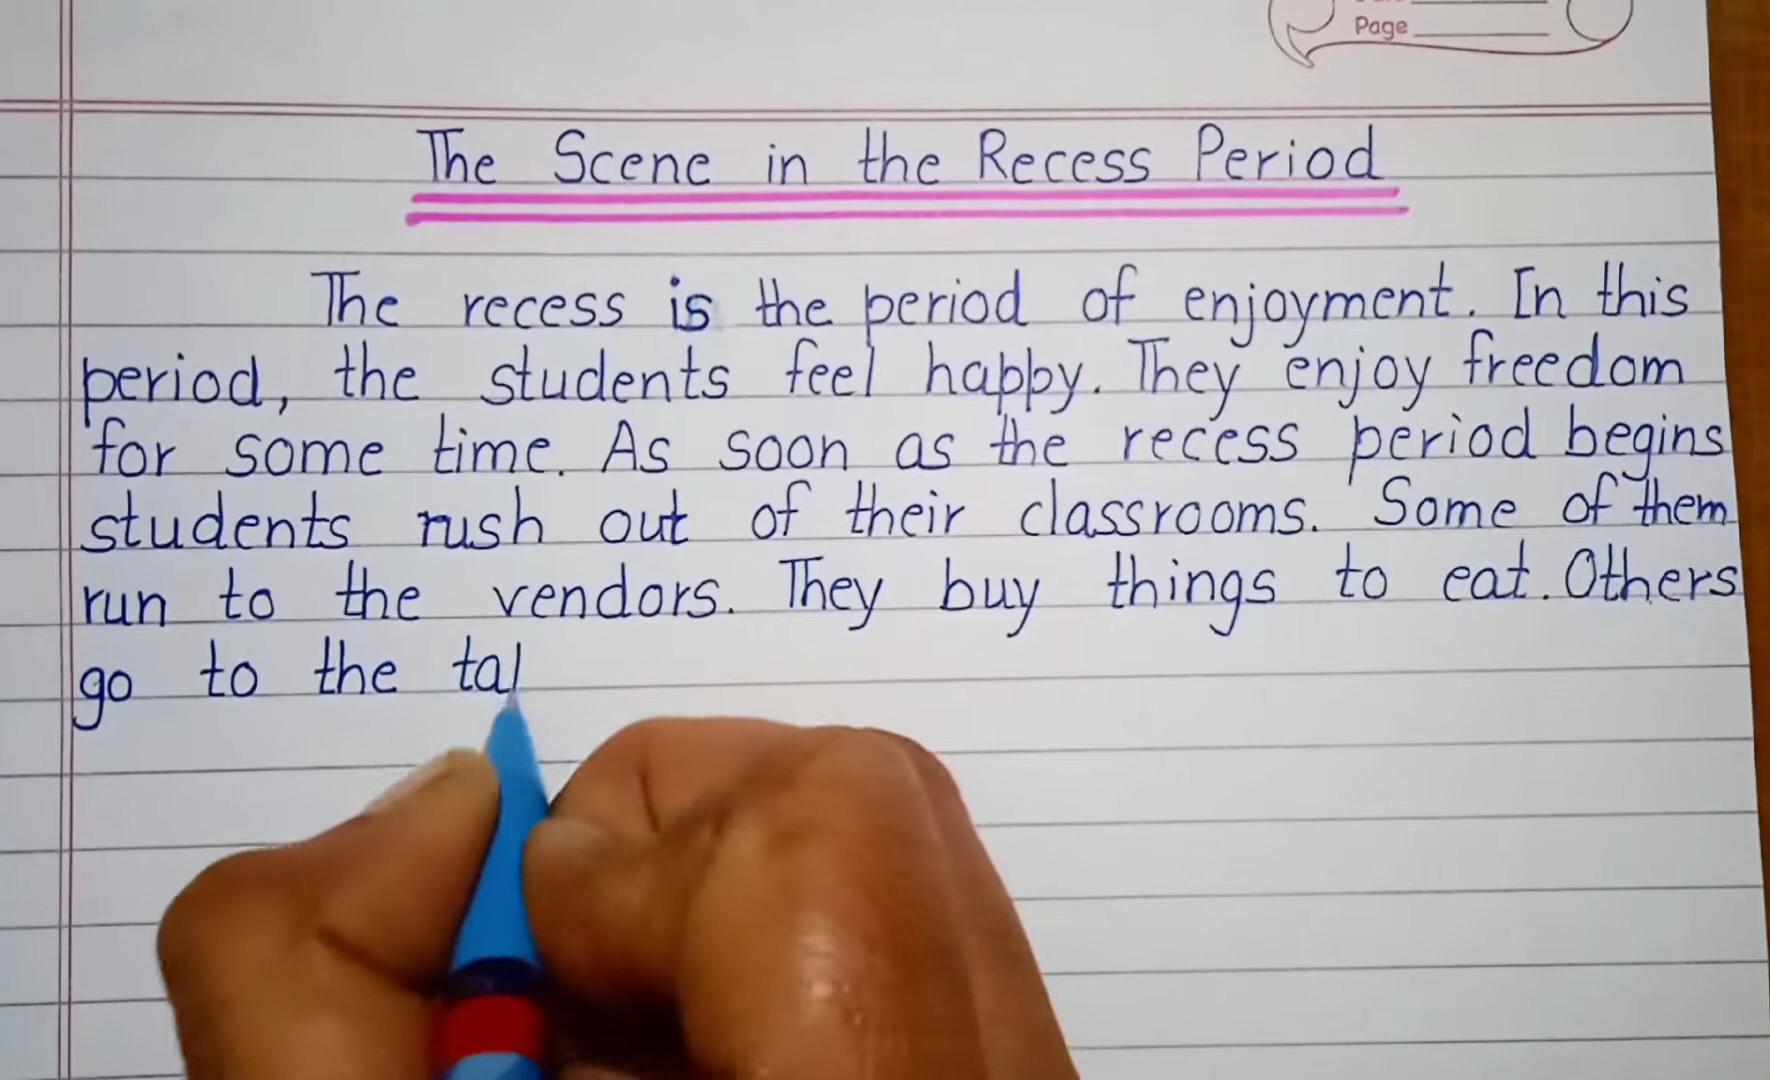 Page
The Scene in the Recess Period
The recess is the period of enjoyment. In this
period, the students feel happy. They enjoy freedom
for some time. As soon as the recess period begins
students rush out of their classrooms. Some of them
run to the vendors. They buy things to eat. Others
go to the